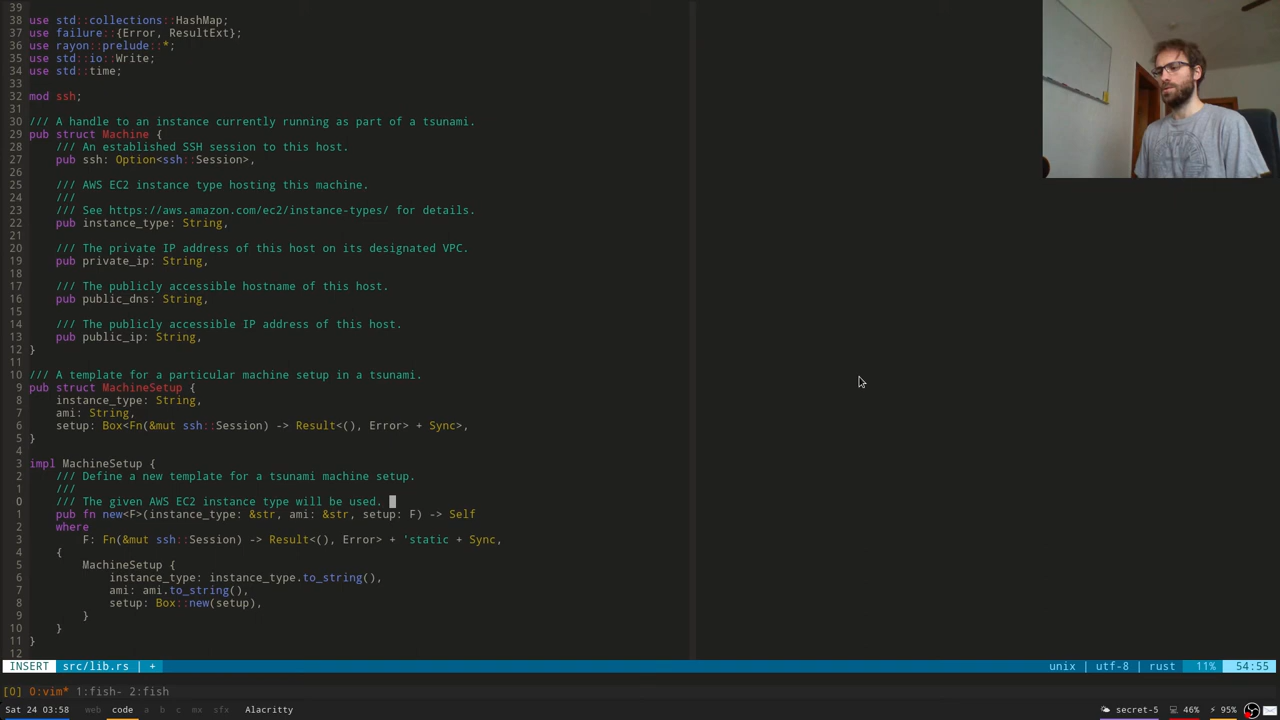 39
38 use std::collections::HashMap;
37 use failure::{Error, ResultExt};
36 use rayon::prelude::*;
35 use std::io::Write;
34 use std::time;
33
32 mod ssh;
31
30 /// A handle to an instance currently running as part of a tsunami.
29 pub struct Machine {
28     /// An established SSH session to this host.
27     pub ssh: Option<ssh::Session>,
26
25     /// AWS EC2 instance type hosting this machine.
24     ///
23     /// See https://aws.amazon.com/ec2/instance-types/ for details.
22     pub instance_type: String,
21
20     /// The private IP address of this host on its designated VPC.
19     pub private_ip: String,
18
17     /// The publicly accessible hostname of this host.
16     pub public_dns: String,
15
14     /// The publicly accessible IP address of this host.
13     pub public_ip: String,
12 }
11
10 /// A template for a particular machine setup in a tsunami.
9 pub struct MachineSetup {
8     instance_type: String,
7     ami: String,
6     setup: Box<Fn(&mut ssh::Session) -> Result<(), Error> + Sync>,
5 }
4
3 impl MachineSetup {
2     /// Define a new template for a tsunami machine setup.
1     ///
0     /// The given AWS EC2 instance type will be used.
1     pub fn new<F>(instance_type: &str, ami: &str, setup: F) -> Self
2     where
3         F: Fn(&mut ssh::Session) -> Result<(), Error> + 'static + Sync,
4     {
5         MachineSetup {
6             instance_type: instance_type.to_string(),
7             ami: ami.to_string(),
8             setup: Box::new(setup),
9         }
10     }
11 }
12
INSERT src/lib.rs | + unix | utf-8 | rust 11% 54:55
[0] 0:vim* 1:fish- 2:fish
Sat 24 03:58 web code a b c mx sfx Alacritty secret-5 46% 95%